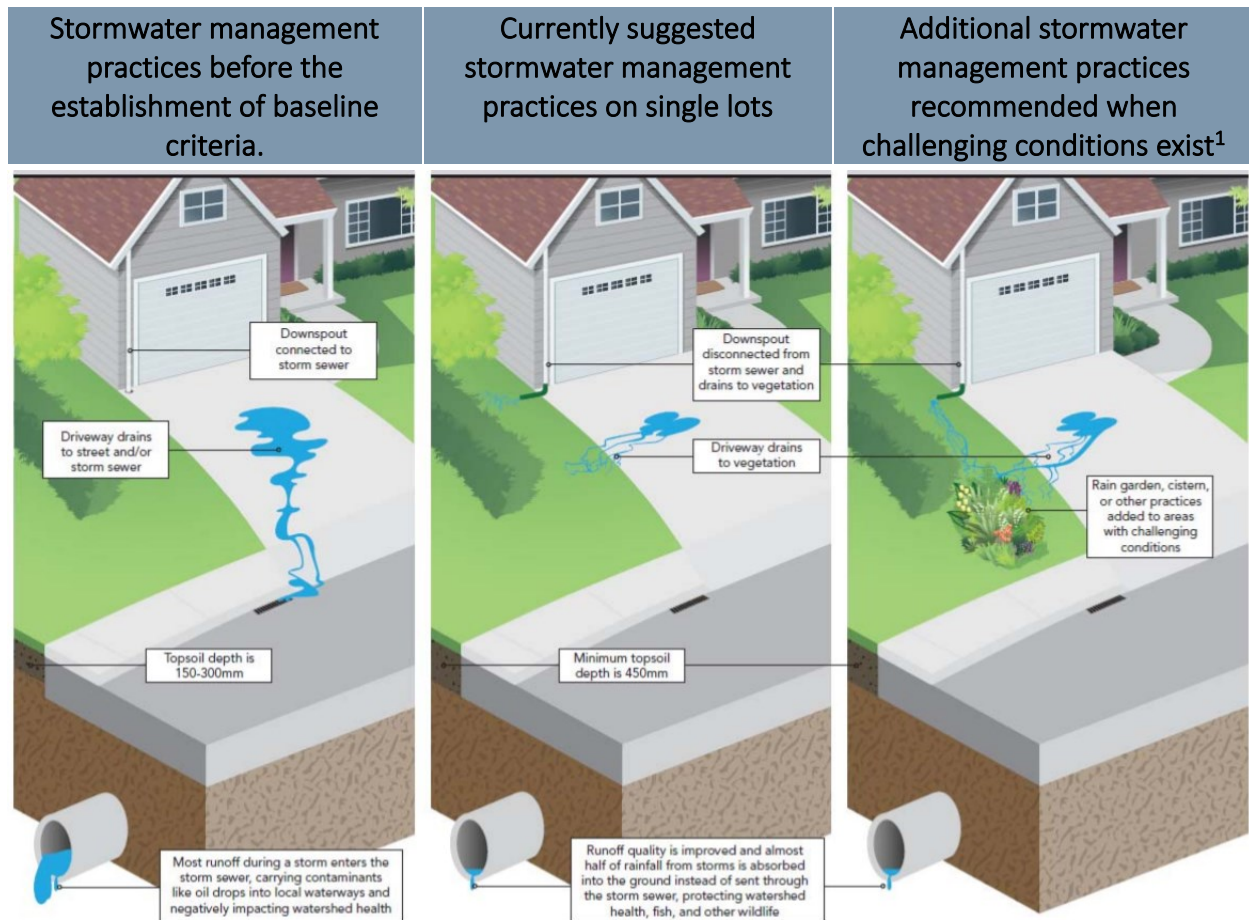 Stormwater management
practices before the
establishment of baseline
criteria.
Currently suggested
stormwater management
practices on single lots
Additional stormwater
management practices
recommended when
challenging conditions exist¹
Downspout
connected to
storm sewer
Driveway drains
to street and/or
storm sewer
Topsoil depth is
150-300mm
Most runoff during a storm enters the
storm sewer, carrying contaminants
like oil drops into local waterways and
negatively impacting watershed health
Downspout
disconnected from
storm sewer and
drains to vegetation
Driveway drains
to vegetation
Rain garden, cistern,
or other practices
added to areas
with challenging
conditions
Minimum topsoil
depth is 450mm
Runoff quality is improved and almost
half of rainfall from storms is absorbed
into the ground instead of sent through
the storm sewer, protecting watershed
health, fish, and other wildlife